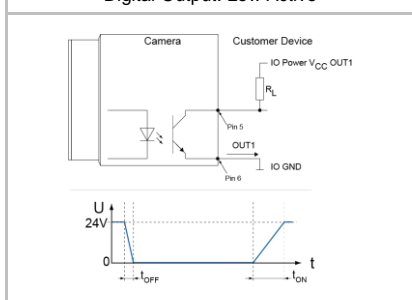 Digital Output: Low Active
Camera Customer Device
IO Power VCC OUT1
RL
Pin 5
OUT1
IO GND
Pin 6
U
24V
0
t
tOFF
tON